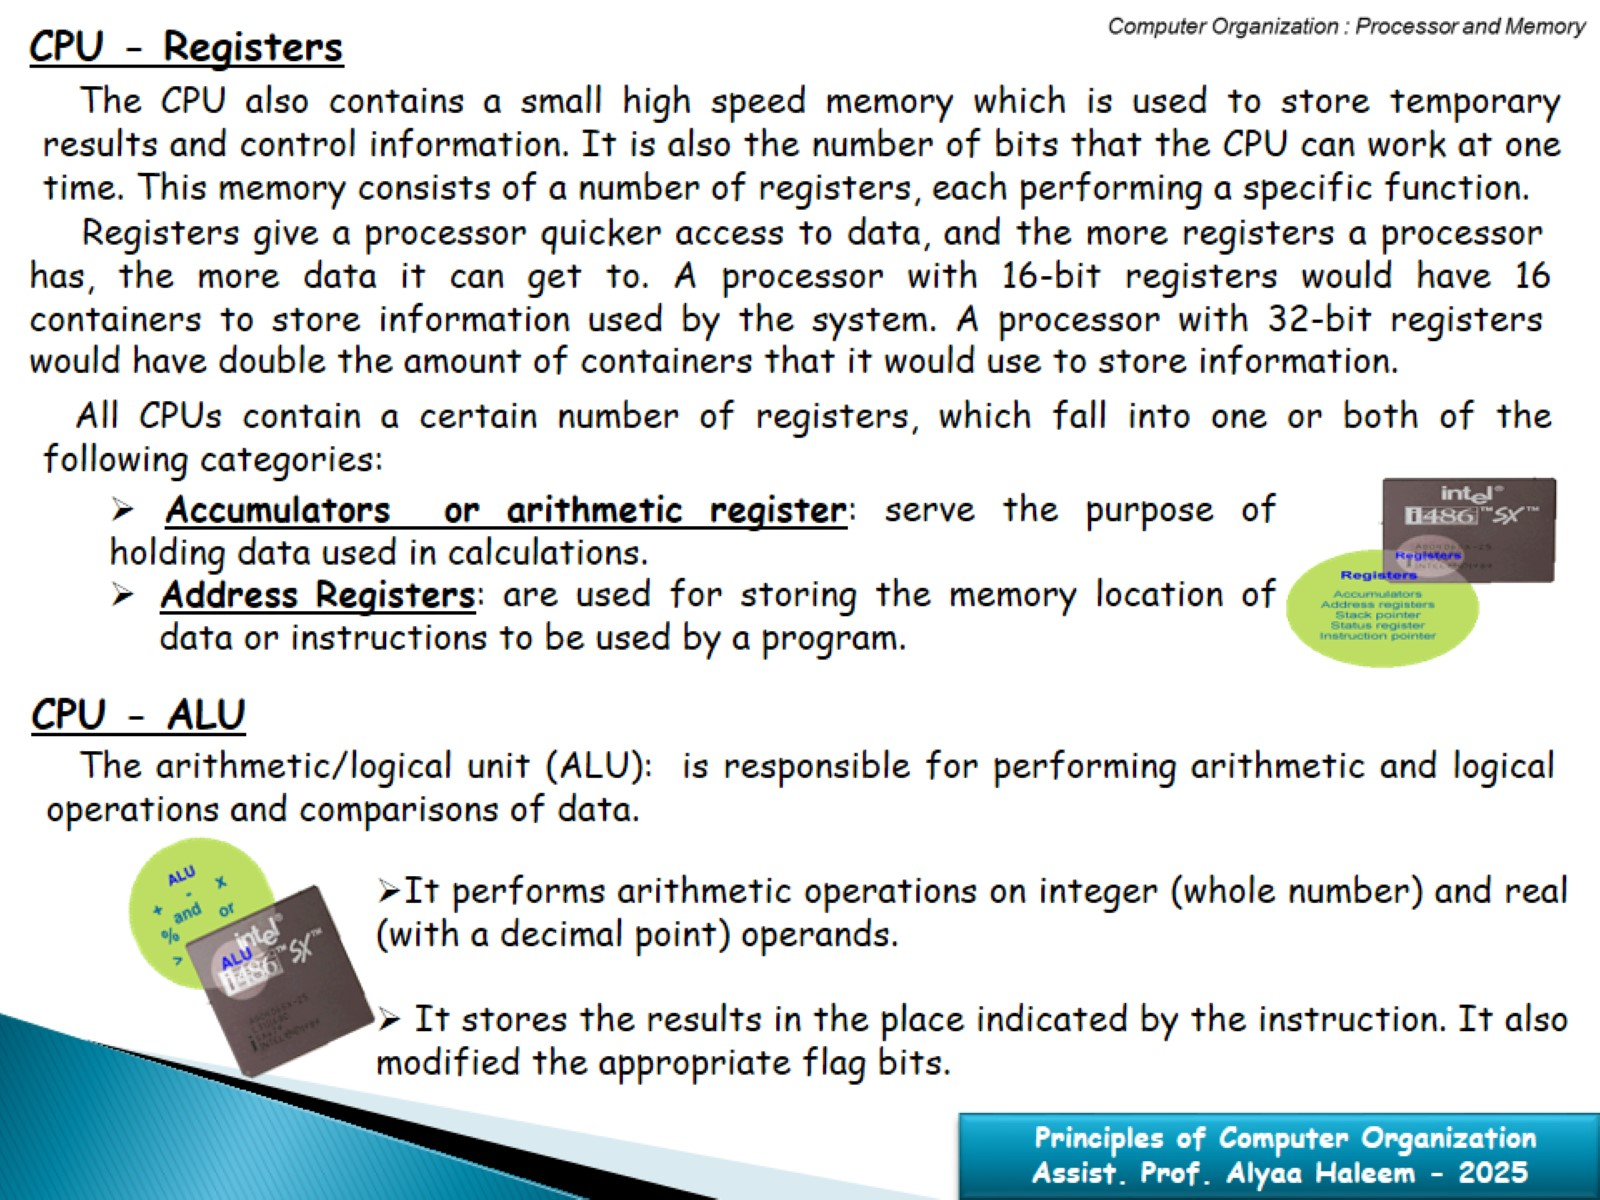 Computer Organization : Processor and Memory
CPU - Registers
The CPU also contains a small high speed memory which is used to store temporary
results and control information. It is also the number of bits that the CPU can work at one
time. This memory consists of a number of registers, each performing a specific function.
Registers give a processor quicker access to data, and the more registers a processor
has, the more data it can get to. A processor with 16-bit registers would have 16
containers to store information used by the system. A processor with 32-bit registers
would have double the amount of containers that it would use to store information.
All CPUs contain a certain number of registers, which fall into one or both of the
following categories:
➢ Accumulators or arithmetic register: serve the purpose of
holding data used in calculations.
➢ Address Registers: are used for storing the memory location of
data or instructions to be used by a program.
intel®
i486™ SX™
Registers
Registers
Accumulators
Address registers
Stack pointer
Status register
Instruction pointer
CPU - ALU
The arithmetic/logical unit (ALU): is responsible for performing arithmetic and logical
operations and comparisons of data.
ALU
- x
+ and or
%
>
intel®
ALU
i486™ SX™
➢It performs arithmetic operations on integer (whole number) and real
(with a decimal point) operands.
➢ It stores the results in the place indicated by the instruction. It also
modified the appropriate flag bits.
Principles of Computer Organization
Assist. Prof. Alyaa Haleem - 2025